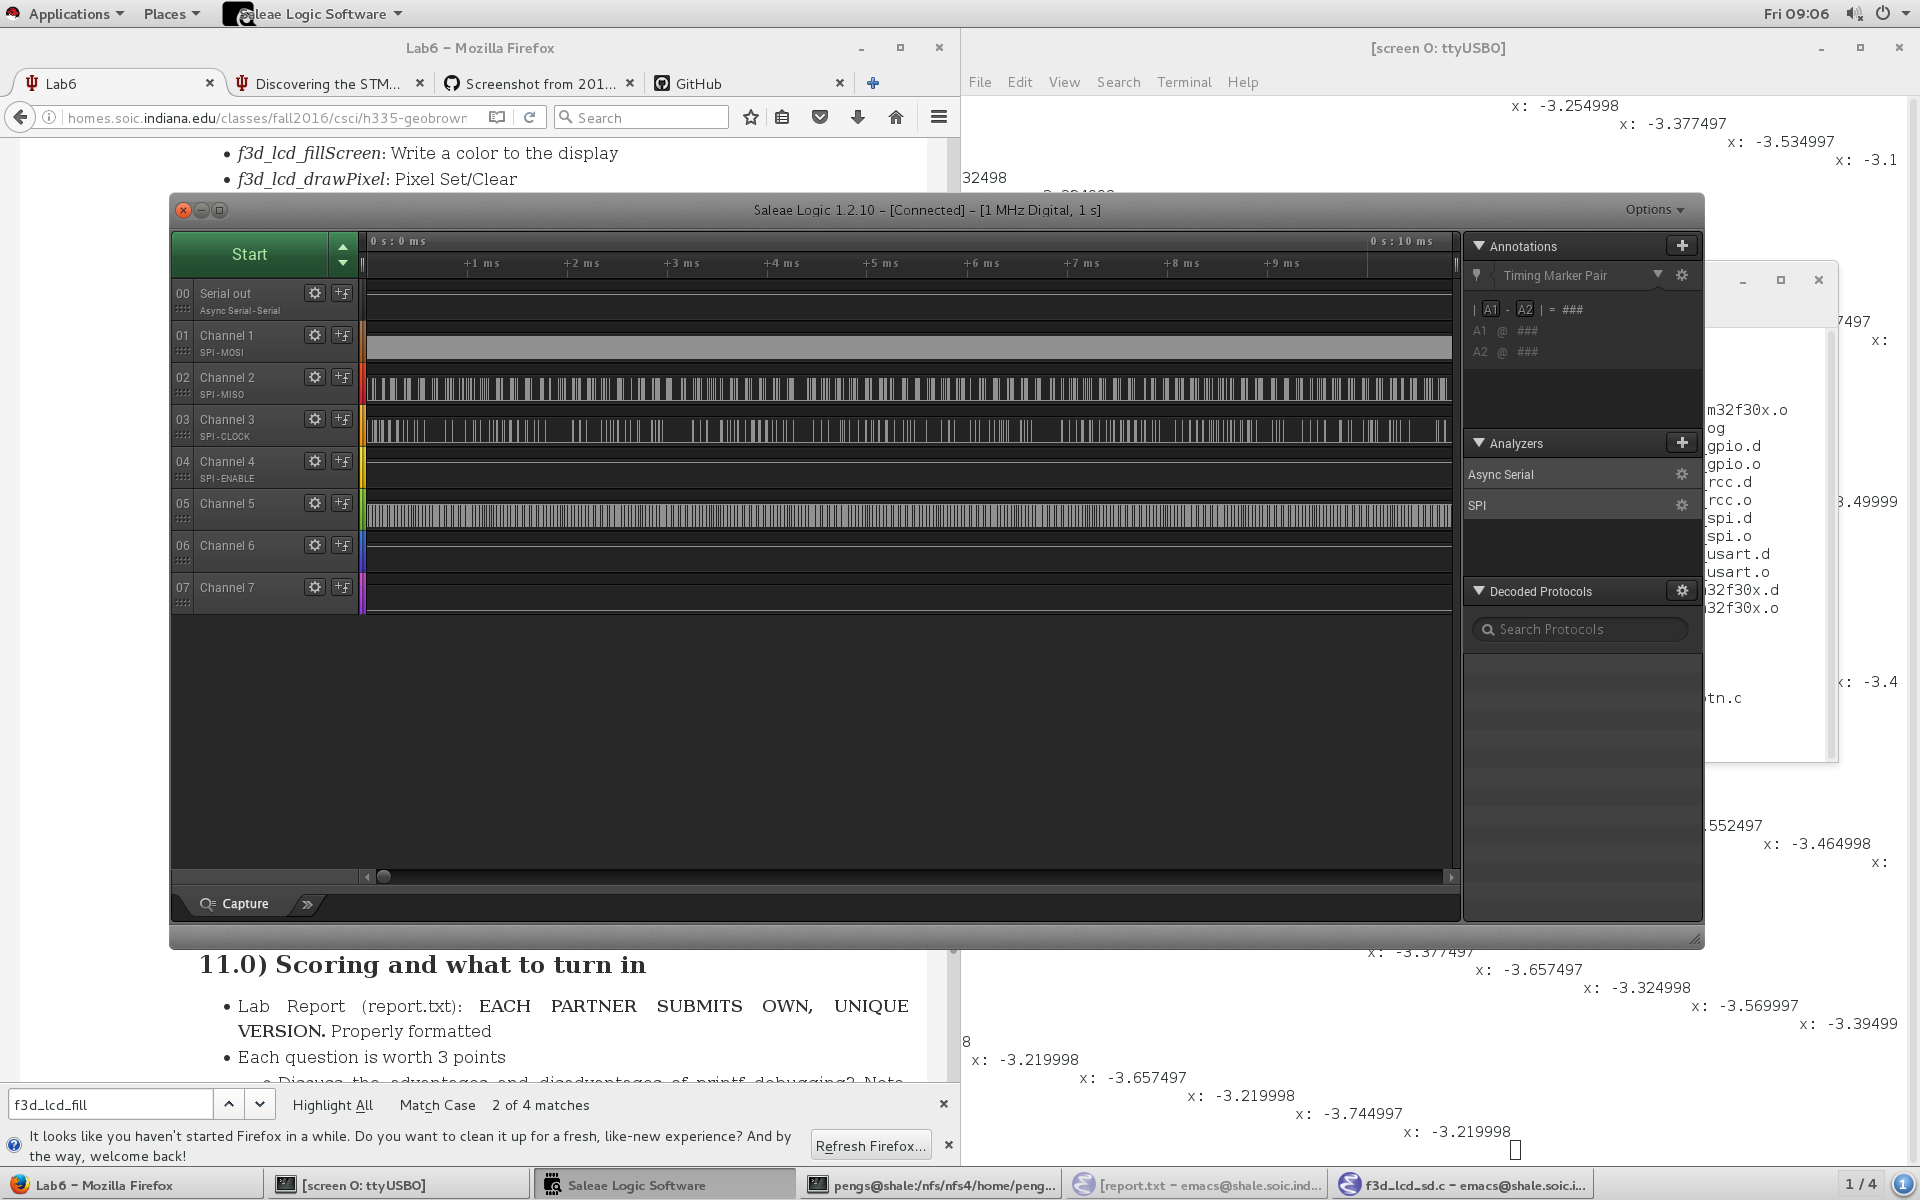 Applications Places Saleae Logic Software Fri 09:06
Lab6 - Mozilla Firefox
[screen 0: ttyUSB0]
Lab6
Discovering the STM...
Screenshot from 201...
GitHub
File Edit View Search Terminal Help
homes.soic.indiana.edu/classes/fall2016/csci/h335-geobrown
Search
• f3d_lcd_fillScreen: Write a color to the display
• f3d_lcd_drawPixel: Pixel Set/Clear
x: -3.254998
x: -3.377497
x: -3.534997
x: -3.1
32498
Saleae Logic 1.2.10 - [Connected] - [1 MHz Digital, 1 s]
Options
Start
0 s : 0 ms
0 s : 10 ms
+1 ms +2 ms +3 ms +4 ms +5 ms +6 ms +7 ms +8 ms +9 ms
00 Serial out
Async Serial - Serial
01 Channel 1
SPI - MOSI
02 Channel 2
SPI - MISO
03 Channel 3
SPI - CLOCK
04 Channel 4
SPI - ENABLE
05 Channel 5
06 Channel 6
07 Channel 7
Capture
Annotations
Timing Marker Pair
| A1 - A2 | = ###
A1 @ ###
A2 @ ###
Analyzers
Async Serial
SPI
Decoded Protocols
Search Protocols
7497
x:
m32f30x.o
og
gpio.d
gpio.o
rcc.d
rcc.o
3.49999
spi.d
spi.o
usart.d
usart.o
32f30x.d
32f30x.o
x: -3.4
tn.c
.552497
x: -3.464998
x:
x: -3.377497
x: -3.657497
x: -3.324998
x: -3.569997
x: -3.39499
8
x: -3.219998
x: -3.657497
x: -3.219998
x: -3.744997
x: -3.219998
11.0) Scoring and what to turn in
• Lab Report (report.txt): EACH PARTNER SUBMITS OWN, UNIQUE
VERSION. Properly formatted
• Each question is worth 3 points
Discuss the advantages and disadvantages of printf debugging? Note,
f3d_lcd_fill
Highlight All Match Case 2 of 4 matches
It looks like you haven't started Firefox in a while. Do you want to clean it up for a fresh, like-new experience? And by
the way, welcome back!
Refresh Firefox...
Lab6 - Mozilla Firefox
[screen 0: ttyUSB0]
Saleae Logic Software
pengs@shale:/nfs/nfs4/home/peng...
[report.txt - emacs@shale.soic.ind...
f3d_lcd_sd.c - emacs@shale.soic.i...
1 / 4
1